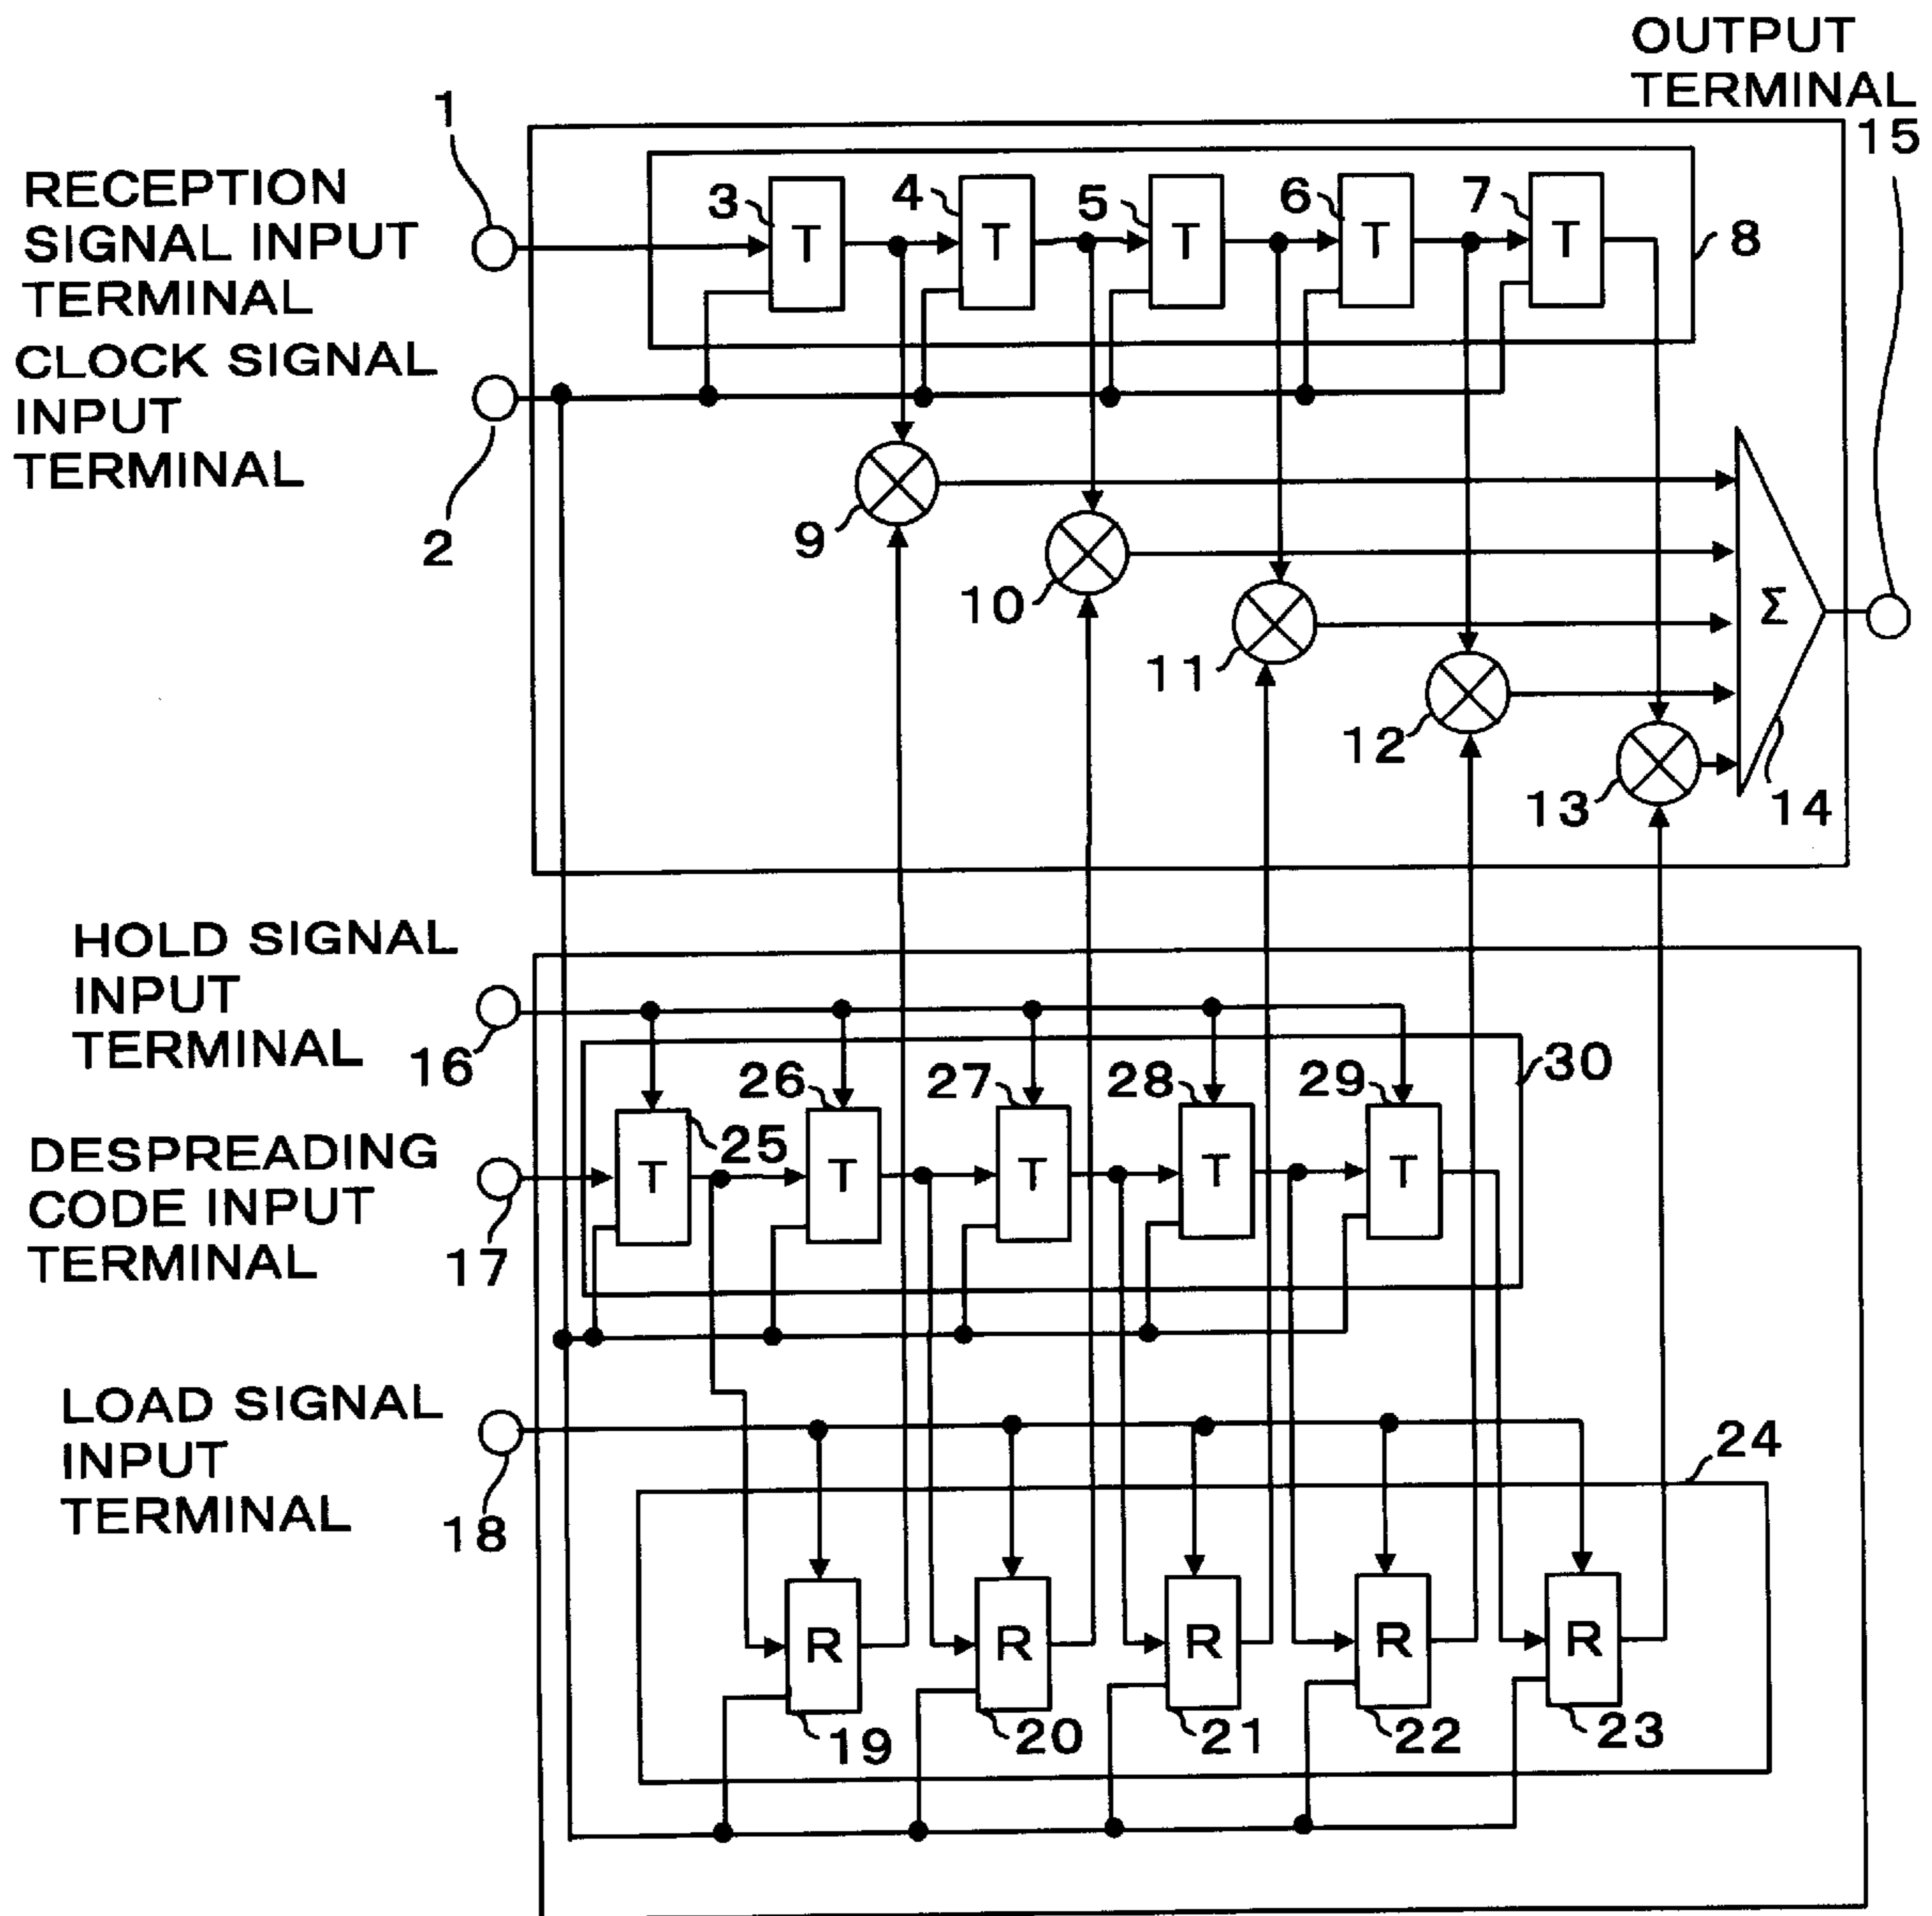 OUTPUT
TERMINAL
15
1
RECEPTION
SIGNAL INPUT
TERMINAL
3 T 4 T 5 T 6 T 7 T
8
CLOCK SIGNAL
INPUT
TERMINAL
2
9
10
11
12
13
Σ
14
HOLD SIGNAL
INPUT
TERMINAL
16
30
26 27 28 29
25
T T T T T
DESPREADING
CODE INPUT
TERMINAL
17
LOAD SIGNAL
INPUT
TERMINAL
18
24
R R R R R
19 20 21 22 23